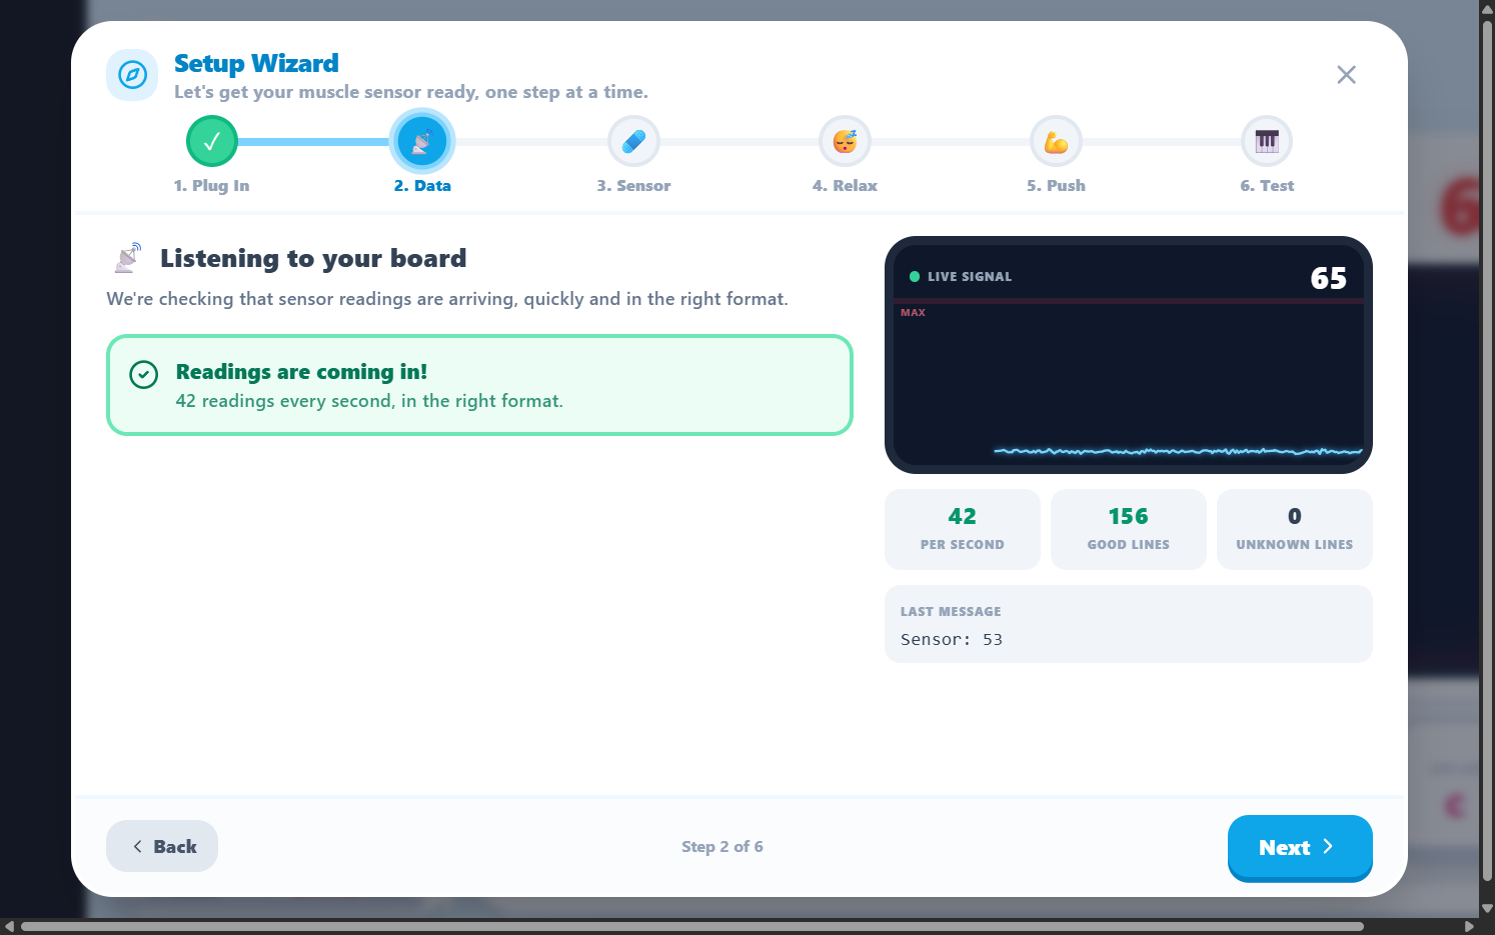 Setup Wizard
Let's get your muscle sensor ready, one step at a time.
1. Plug In
2. Data
3. Sensor
4. Relax
5. Push
6. Test
Listening to your board
We're checking that sensor readings are arriving, quickly and in the right format.
Readings are coming in!
42 readings every second, in the right format.
LIVE SIGNAL
65
MAX
42
PER SECOND
156
GOOD LINES
0
UNKNOWN LINES
LAST MESSAGE
Sensor: 53
Back
Step 2 of 6
Next